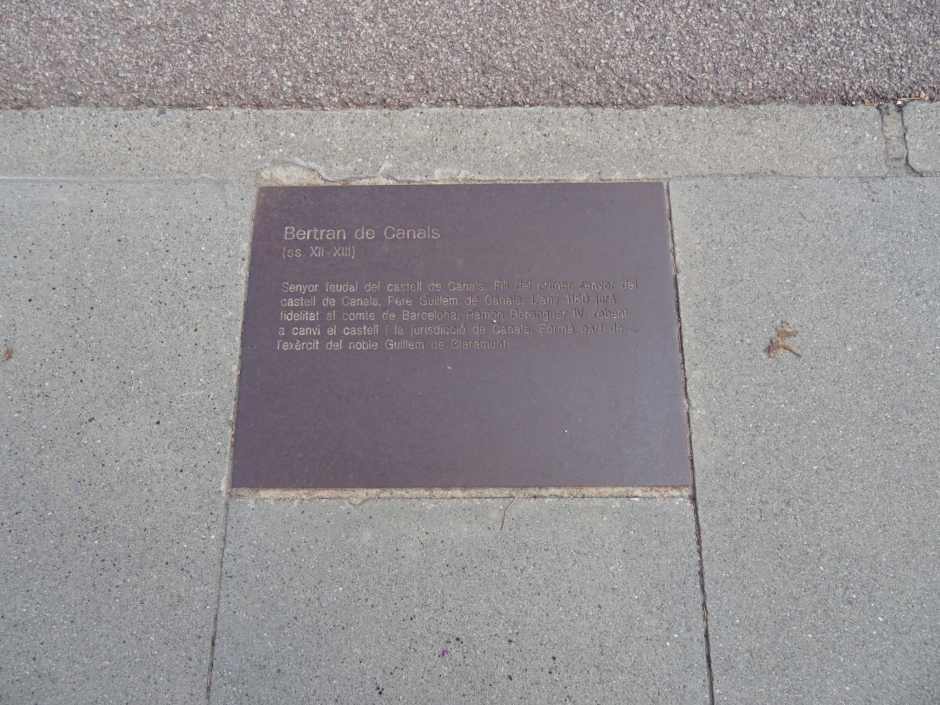 Bertran de Canals
(ss. XII-XIII)
Senyor feudal del castell de Canals. Fill del primer senyor del
castell de Canals, Pere Guillem de Canals. L'any 1160 jurà
fidelitat al comte de Barcelona, Ramon Berenguer IV, rebent
a canvi el castell i la jurisdicció de Canals. Formà part de
l'exèrcit del noble Guillem de Claramunt.